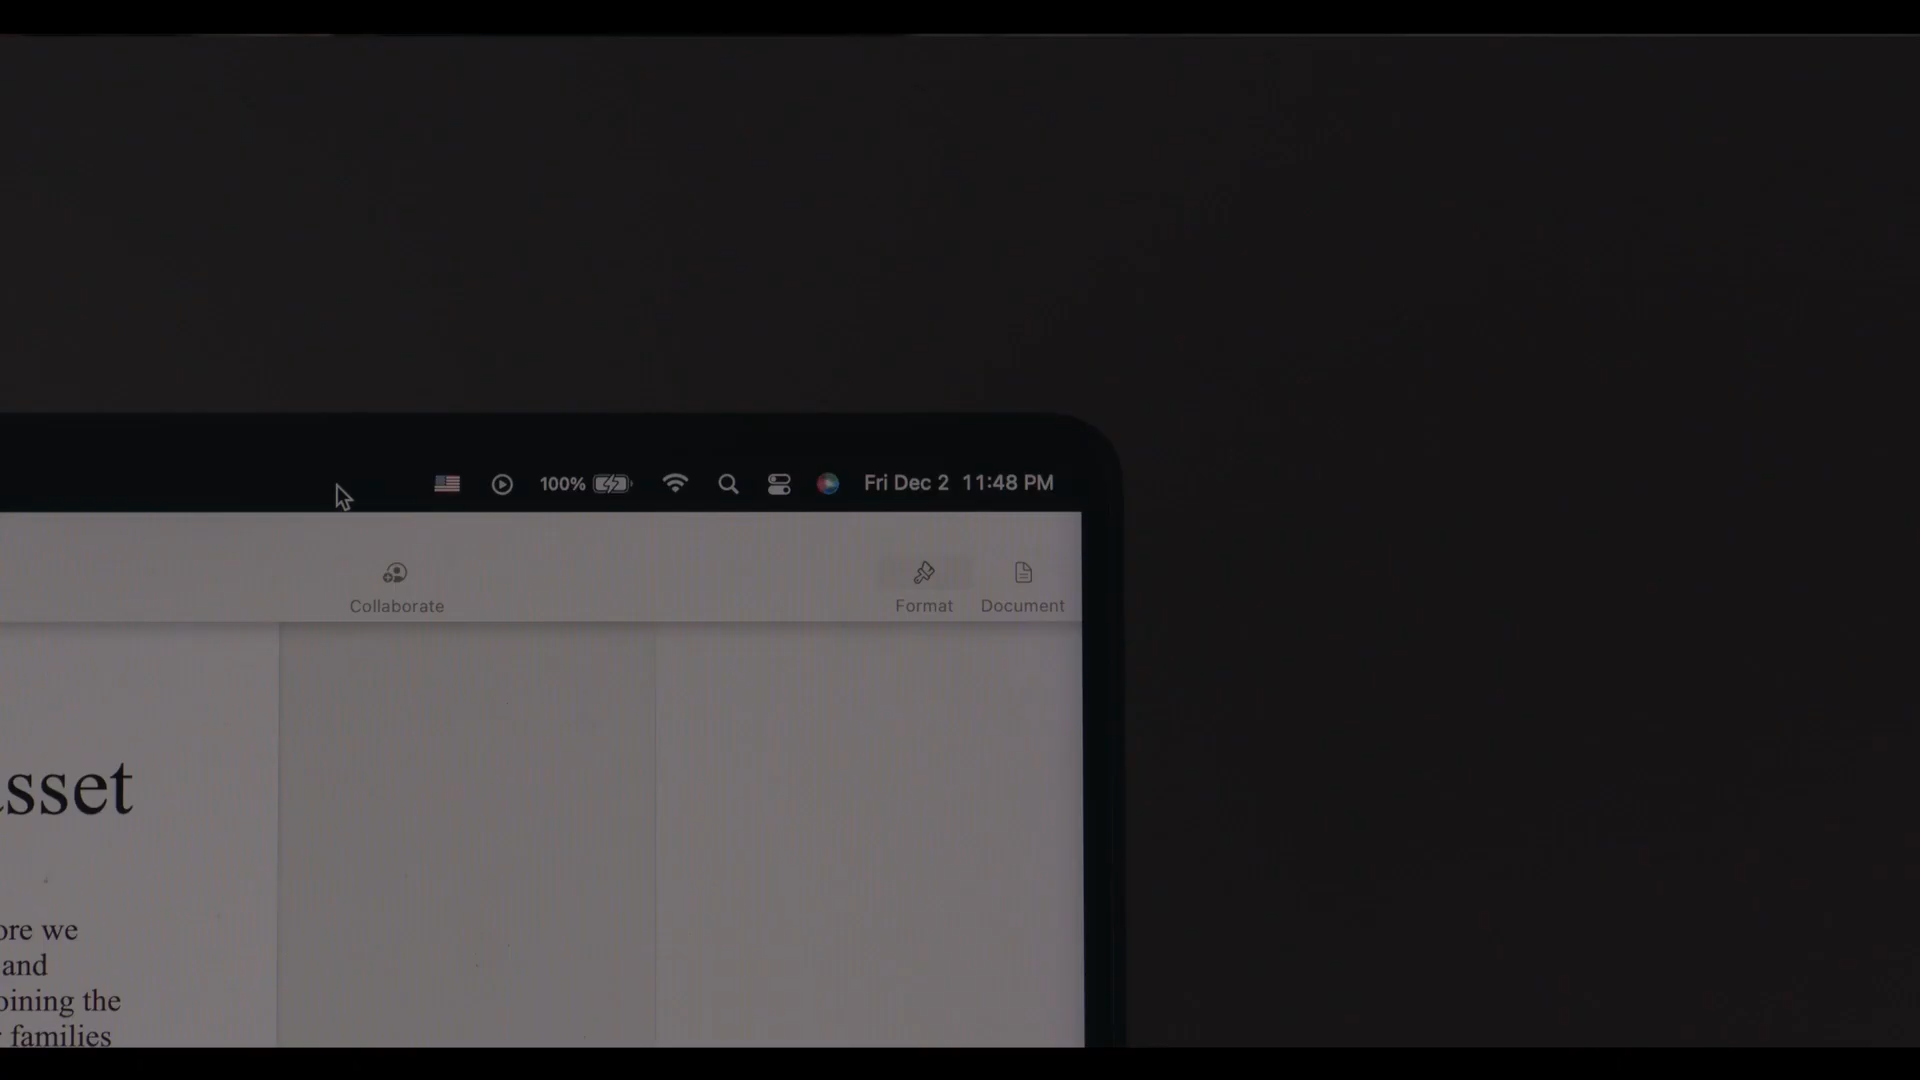 100% Fri Dec 2 11:48 PM
Collaborate Format Document
sset
ore we
and
oining the
families